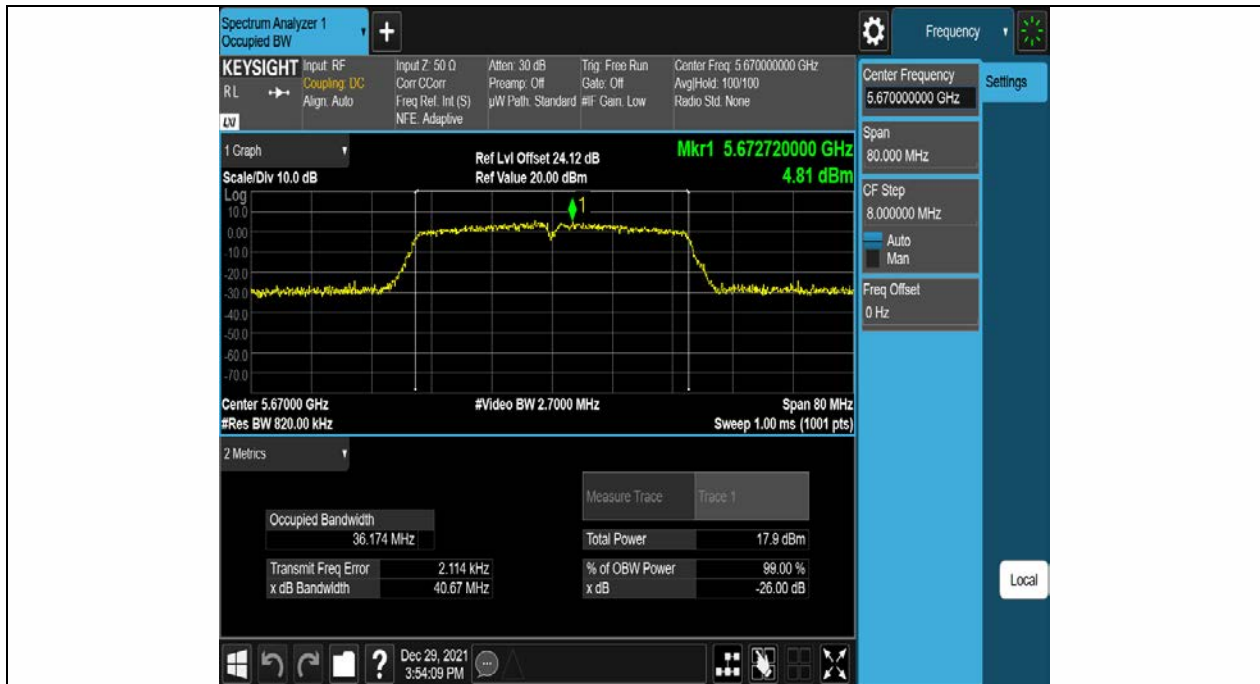 Spectrum Analyzer 1
Occupied BW
+
Frequency
KEYSIGHT
RL
LXI
Input: RF
Coupling: DC
Align: Auto
Input Z: 50 Ω
Corr CCorr
Freq Ref: Int (S)
NFE: Adaptive
Atten: 30 dB
Preamp: Off
µW Path: Standard
Trig: Free Run
Gate: Off
#IF Gain: Low
Center Freq: 5.670000000 GHz
Avg|Hold: 100/100
Radio Std: None
Center Frequency
5.670000000 GHz
Settings
Span
80.000 MHz
CF Step
8.000000 MHz
Auto
Man
Freq Offset
0 Hz
Local
1 Graph
Scale/Div 10.0 dB
Ref Lvl Offset 24.12 dB
Ref Value 20.00 dBm
Mkr1 5.672720000 GHz
4.81 dBm
Log
10.0
0.00
-10.0
-20.0
-30.0
-40.0
-50.0
-60.0
-70.0
1
Center 5.67000 GHz
#Res BW 820.00 kHz
#Video BW 2.7000 MHz
Span 80 MHz
Sweep 1.00 ms (1001 pts)
2 Metrics
Measure Trace Trace 1
Occupied Bandwidth
36.174 MHz
Total Power 17.9 dBm
Transmit Freq Error 2.114 kHz
% of OBW Power 99.00 %
x dB Bandwidth 40.67 MHz
x dB -26.00 dB
?
Dec 29, 2021
3:54:09 PM